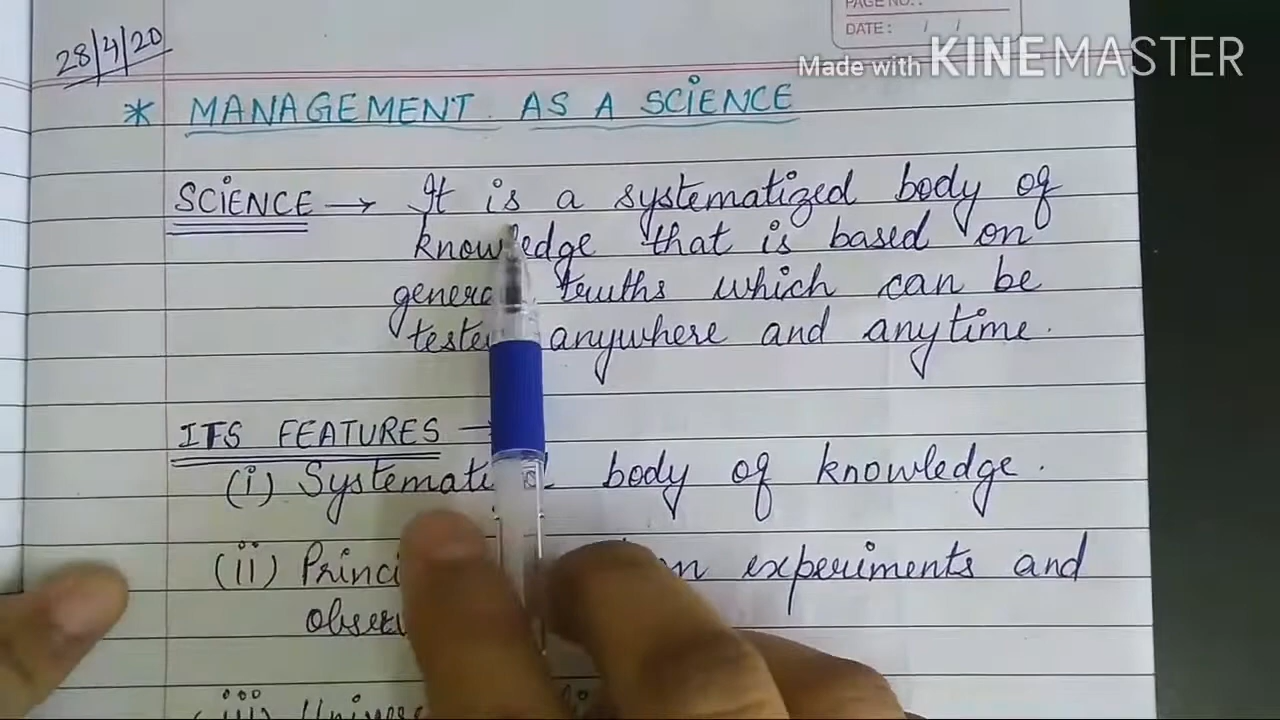 PAGE NO.:
DATE: / /
28/4/20
Made with KINEMASTER
* MANAGEMENT AS A SCIENCE
SCIENCE → It is a systematized body of
knowledge that is based on
truths which can be
anywhere and anytime.
ITS FEATURES →
(i) body of knowledge.
(ii) experiments and
(iii)